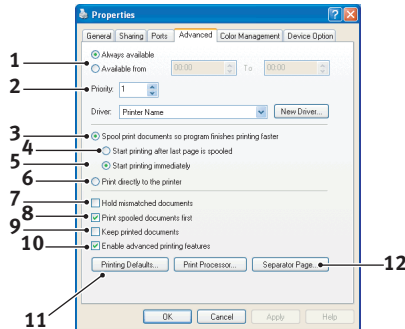 Properties
General Sharing Ports Advanced Color Management Device Option
1 Always available
Available from 00:00 To 00:00
2 Priority: 1
Driver: Printer Name New Driver...
3 Spool print documents so program finishes printing faster
4 Start printing after last page is spooled
5 Start printing immediately
6 Print directly to the printer
7 Hold mismatched documents
8 Print spooled documents first
9 Keep printed documents
10 Enable advanced printing features
Printing Defaults... Print Processor... Separator Page... 12
11
OK Cancel Apply Help